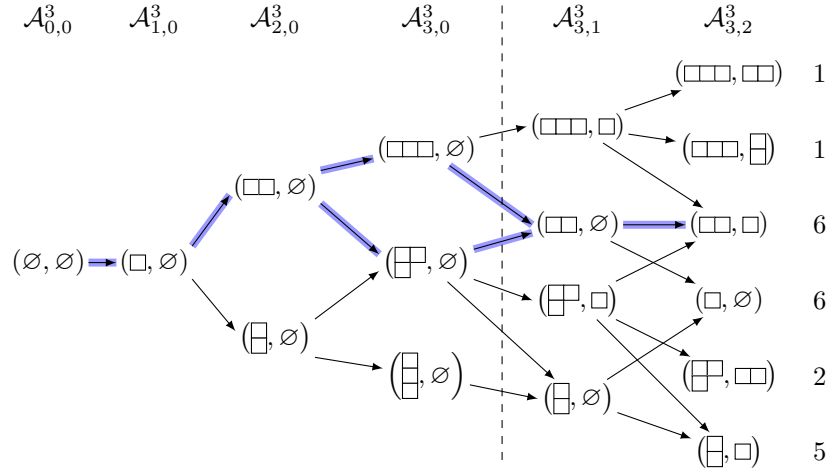 𝒜³₀,₀ 𝒜³₁,₀ 𝒜³₂,₀ 𝒜³₃,₀ 𝒜³₃,₁ 𝒜³₃,₂
(□□□, □□) 1
(□□□, □)
(□□□, ∅) (□□□, □ □) 1
(□□, ∅)
(□□, ∅) (□□, □) 6
(∅, ∅) (□, ∅) (□□ □, ∅)
(□□ □, □) (□, ∅) 6
(□ □, ∅)
(□ □ □, ∅) (□□ □, □□) 2
(□ □, ∅)
(□ □, □) 5